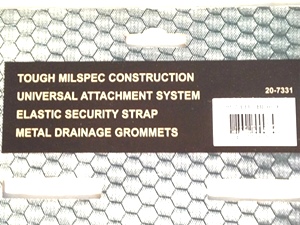 TOUGH MILSPEC CONSTRUCTION
UNIVERSAL ATTACHMENT SYSTEM
20-7331
ELASTIC SECURITY STRAP
METAL DRAINAGE GROMMETS